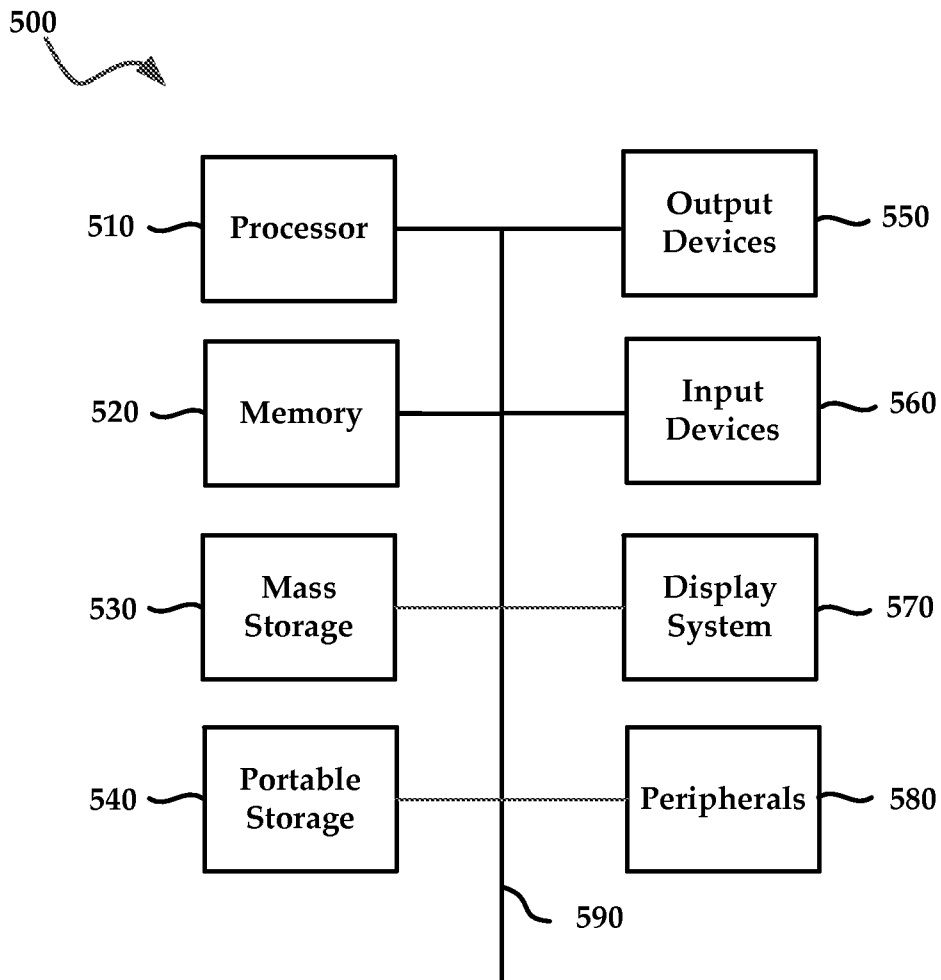 500
510
Processor
Output
Devices
550
520
Memory
Input
Devices
560
530
Mass
Storage
Display
System
570
540
Portable
Storage
Peripherals
580
590